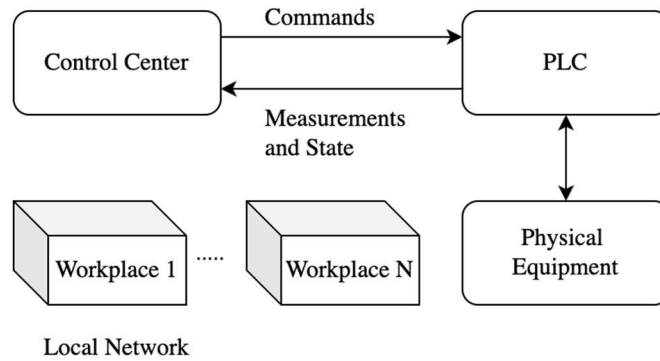 Commands
Control Center
PLC
Measurements
and State
Workplace 1
.....
Workplace N
Physical
Equipment
Local Network